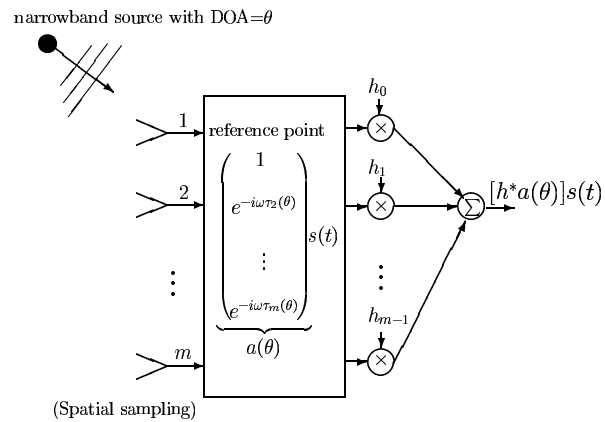 narrowband source with DOA=θ
1
reference point
h₀
×
1
2
e^{-iωτ₂(θ)}
h₁
×
∑
[h*a(θ)]s(t)
s(t)
⋮
⋮
⋮
e^{-iωτₘ(θ)}
h_{m-1}
a(θ)
m
×
(Spatial sampling)